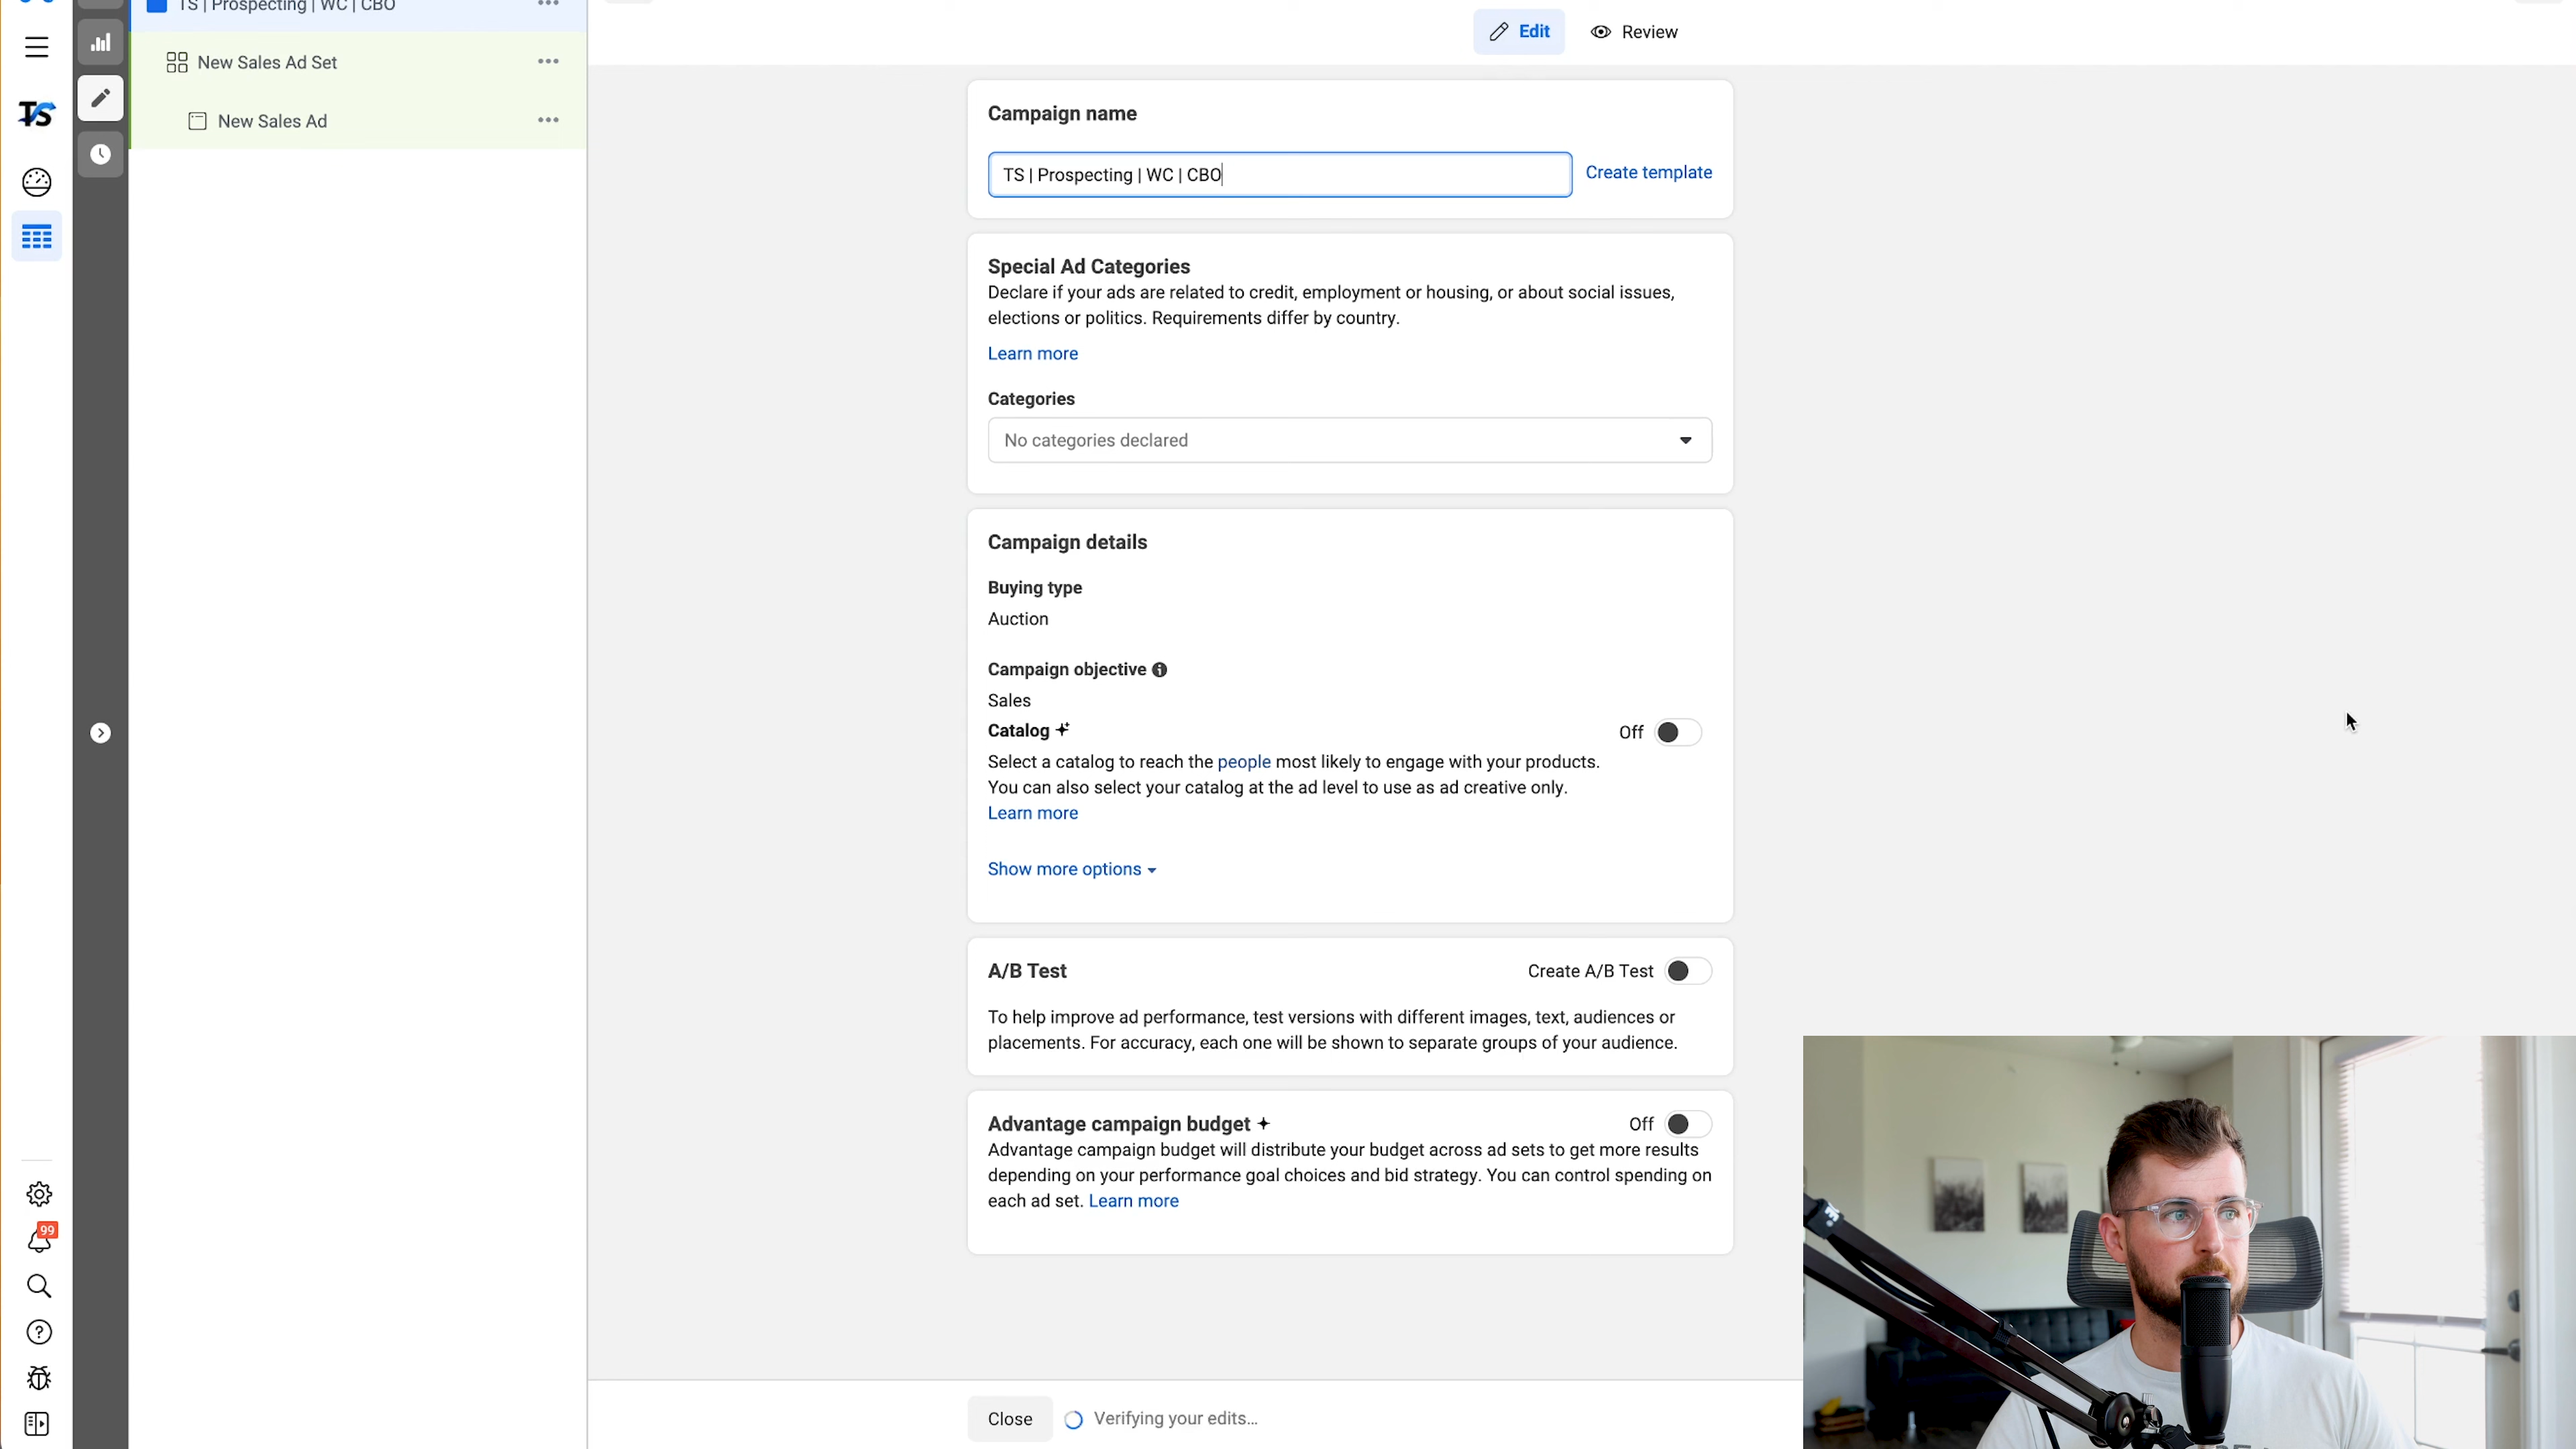 TS | Prospecting | WC | CBO
Edit
Review
New Sales Ad Set
New Sales Ad
TS
Campaign name
TS | Prospecting | WC | CBO
Create template
Special Ad Categories
Declare if your ads are related to credit, employment or housing, or about social issues,
elections or politics. Requirements differ by country.
Learn more
Categories
No categories declared
Campaign details
Buying type
Auction
Campaign objective
Sales
Catalog
Off
Select a catalog to reach the people most likely to engage with your products.
You can also select your catalog at the ad level to use as ad creative only.
Learn more
Show more options
A/B Test
Create A/B Test
To help improve ad performance, test versions with different images, text, audiences or
placements. For accuracy, each one will be shown to separate groups of your audience.
Advantage campaign budget
Off
Advantage campaign budget will distribute your budget across ad sets to get more results
depending on your performance goal choices and bid strategy. You can control spending on
each ad set. Learn more
99
Close
Verifying your edits...